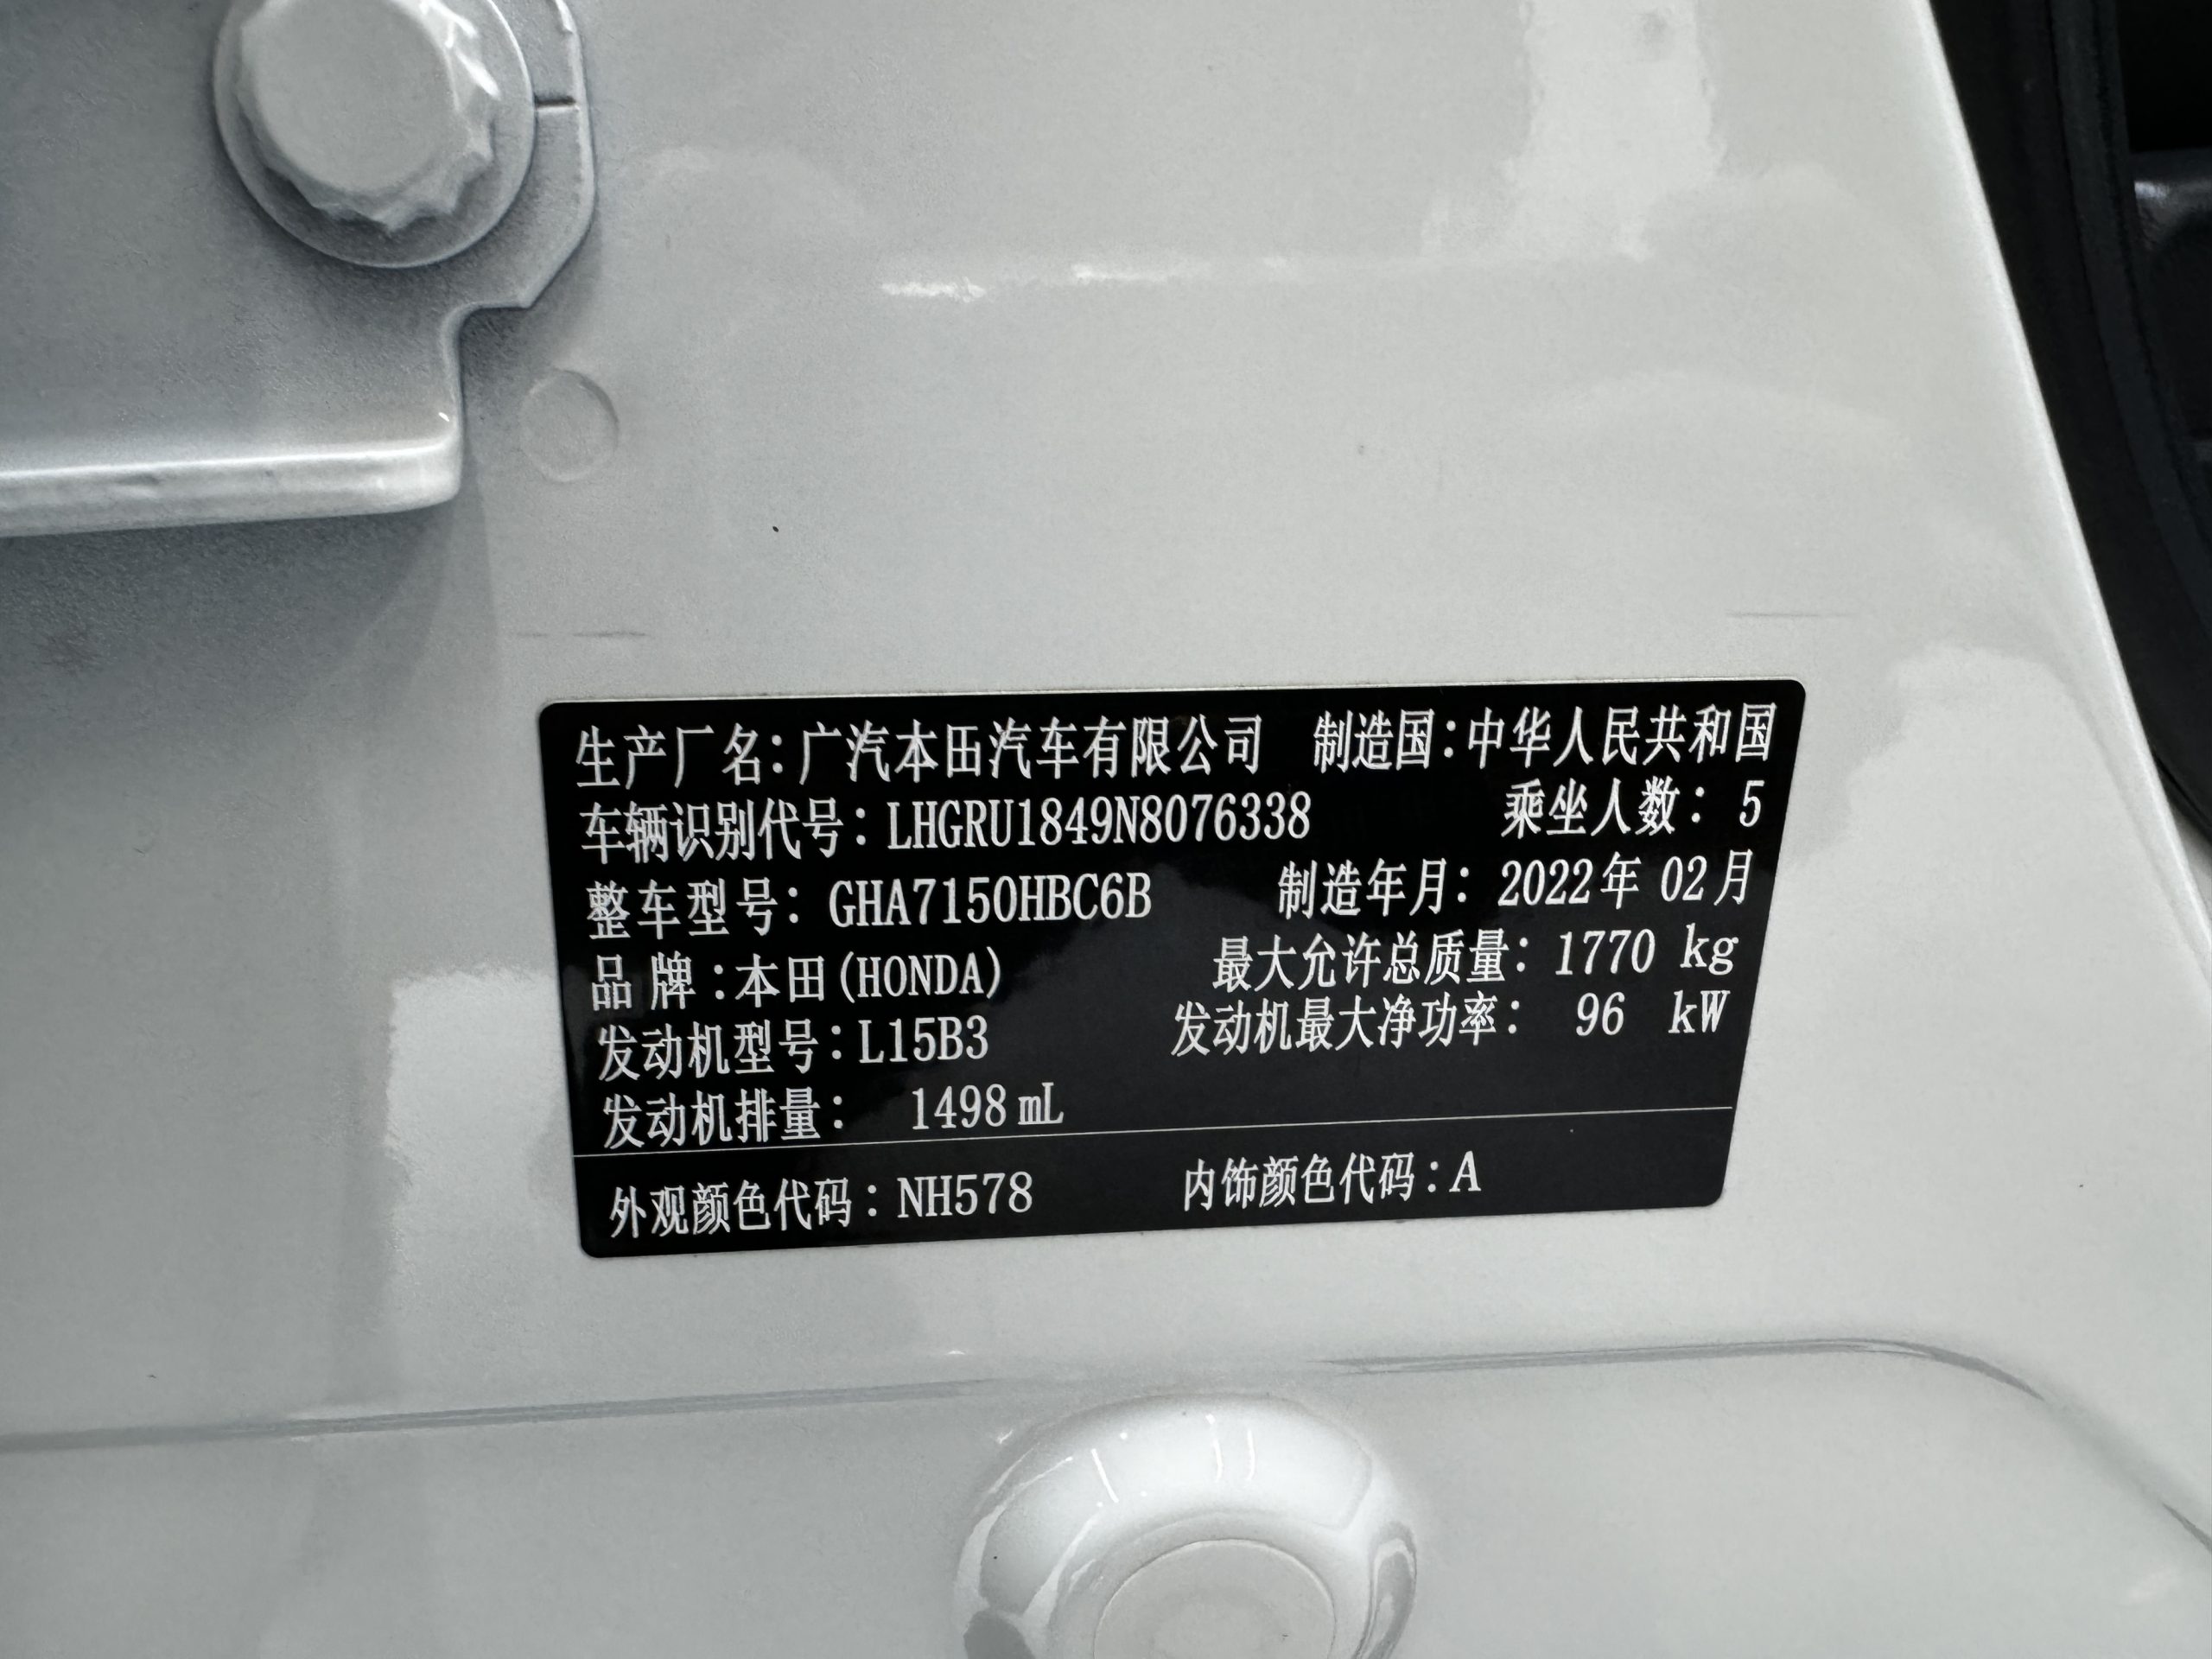 生产厂名：广汽本田汽车有限公司 制造国：中华人民共和国
车辆识别代号：LHGRU1849N8076338 乘坐人数：5
整车型号：GHA7150HBC6B 制造年月：2022年 02月
品 牌：本田(HONDA) 最大允许总质量：1770 kg
发动机型号：L15B3 发动机最大净功率： 96 kW
发动机排量： 1498 mL
外观颜色代码：NH578 内饰颜色代码：A